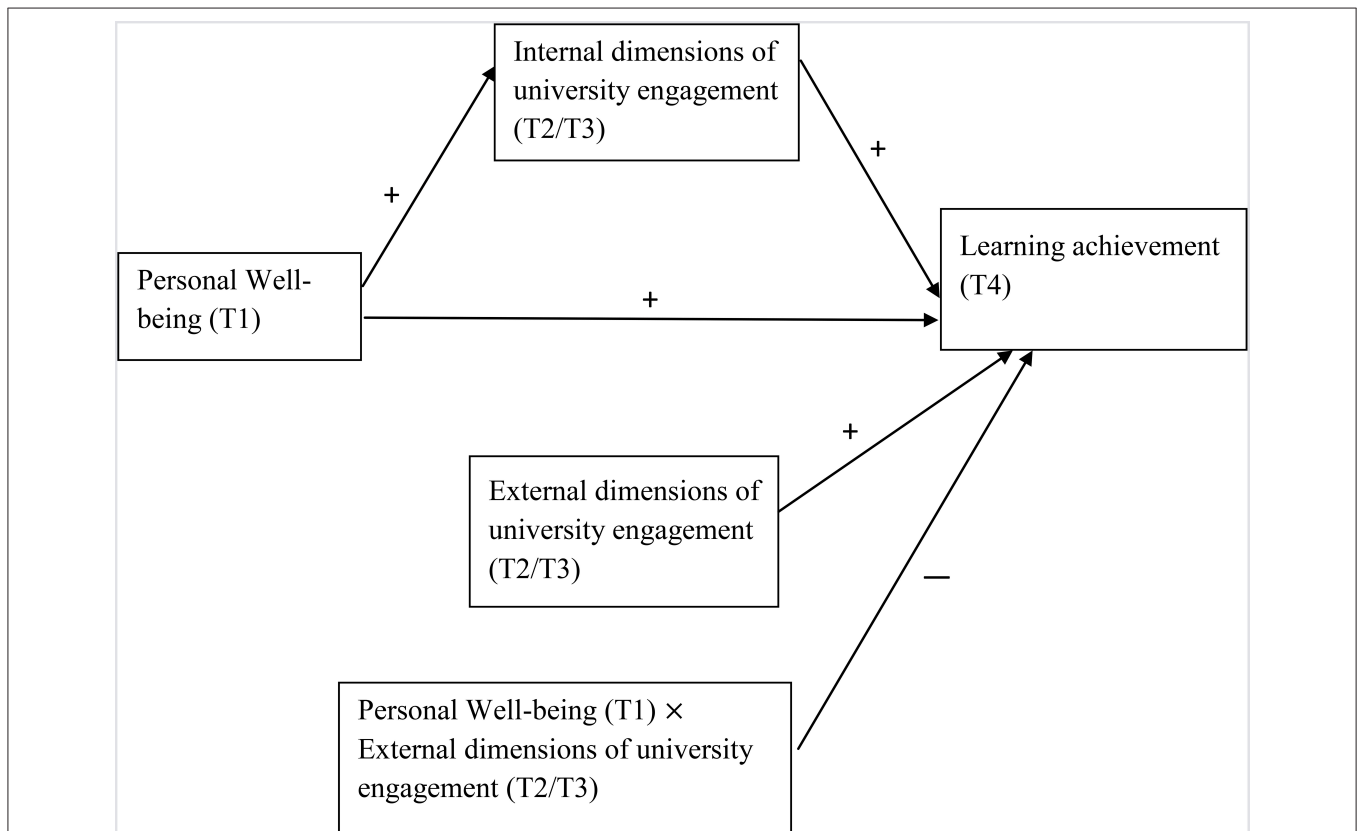 Internal dimensions of
university engagement
(T2/T3)
+
+
Learning achievement
(T4)
Personal Well-
being (T1)
+
+
External dimensions of
university engagement
(T2/T3)
—
Personal Well-being (T1) ×
External dimensions of university
engagement (T2/T3)